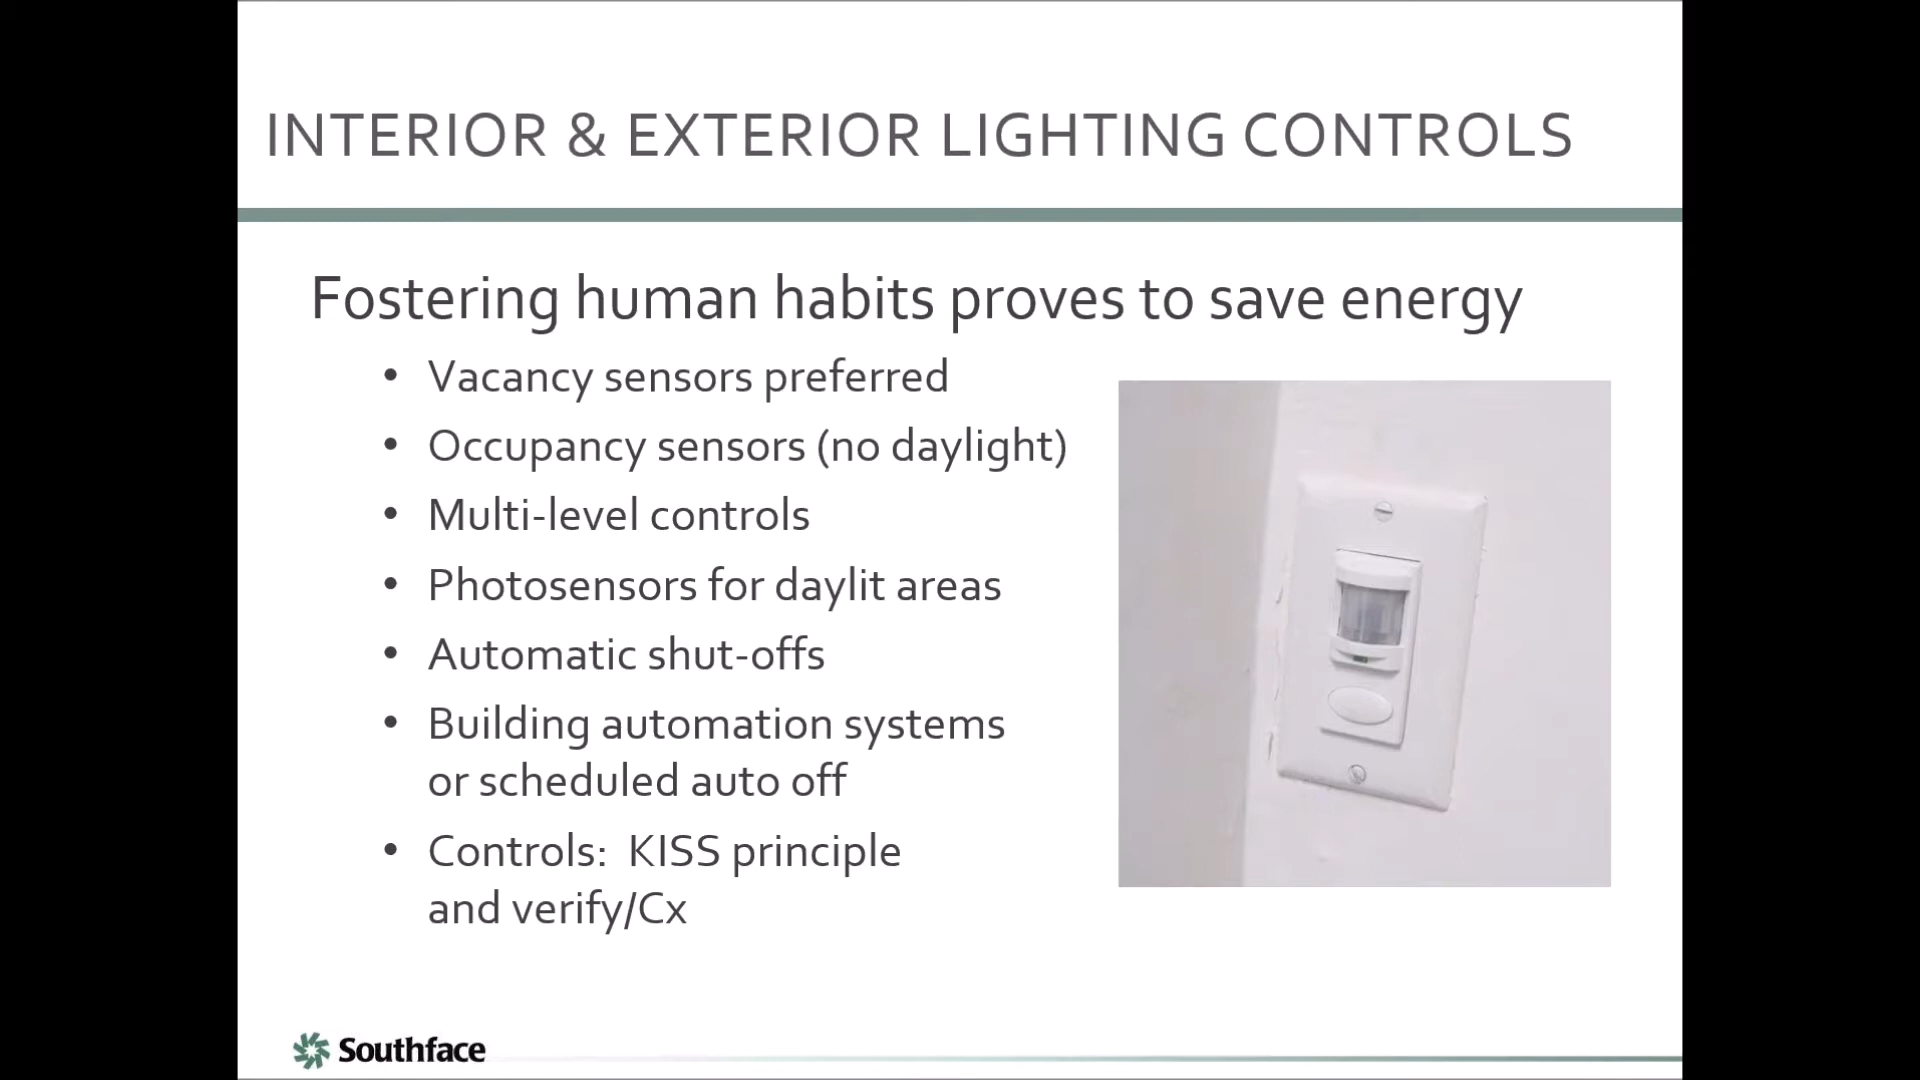 INTERIOR & EXTERIOR LIGHTING CONTROLS
Fostering human habits proves to save energy
• Vacancy sensors preferred
• Occupancy sensors (no daylight)
• Multi-level controls
• Photosensors for daylit areas
• Automatic shut-offs
• Building automation systems
or scheduled auto off
• Controls:  KISS principle
and verify/Cx
Southface